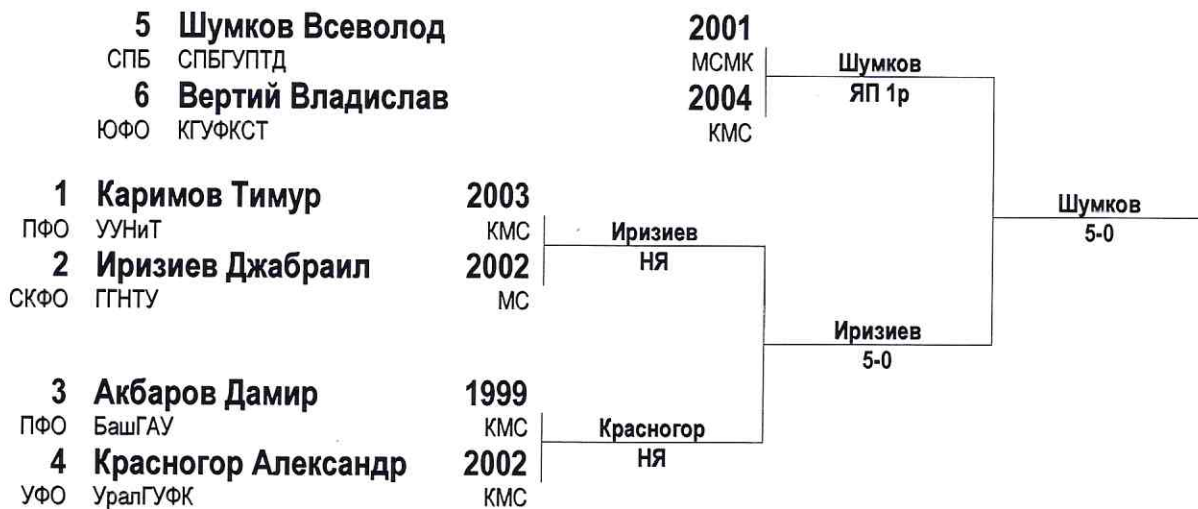 5 Шумков Всеволод 2001
СПБ СПБГУПТД МСМК
Шумков
6 Вертий Владислав 2004
ЯП 1р
ЮФО КГУФКСТ КМС
1 Каримов Тимур 2003
Шумков
ПФО УУНиТ КМС
Иризиев
5-0
2 Иризиев Джабраил 2002
НЯ
СКФО ГГНТУ МС
Иризиев
5-0
3 Акбаров Дамир 1999
ПФО БашГАУ КМС
Красногор
4 Красногор Александр 2002
НЯ
УФО УралГУФК КМС